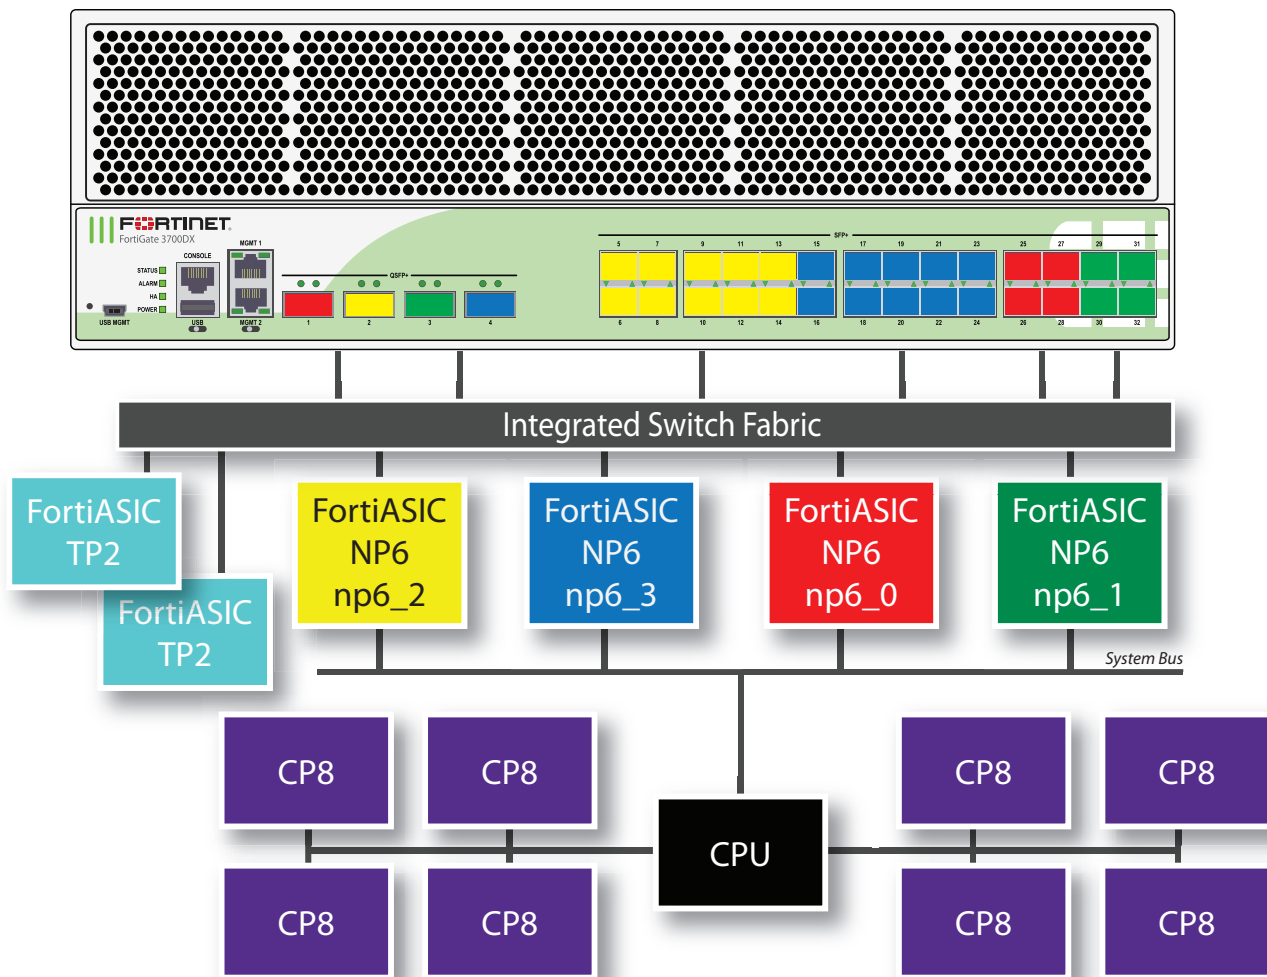 FORTINET
FortiGate 3700DX
STATUS
ALARM
HA
POWER
USB MGMT
CONSOLE
USB
MGMT 1
MGMT 2
QSFP+
1 2 3 4
SFP+
5 7 9 11 13 15 17 19 21 23 25 27 29 31
6 8 10 12 14 16 18 20 22 24 26 28 30 32
Integrated Switch Fabric
FortiASIC
TP2
FortiASIC
TP2
FortiASIC
NP6
np6_2
FortiASIC
NP6
np6_3
FortiASIC
NP6
np6_0
FortiASIC
NP6
np6_1
System Bus
CP8 CP8 CP8 CP8
CPU
CP8 CP8 CP8 CP8